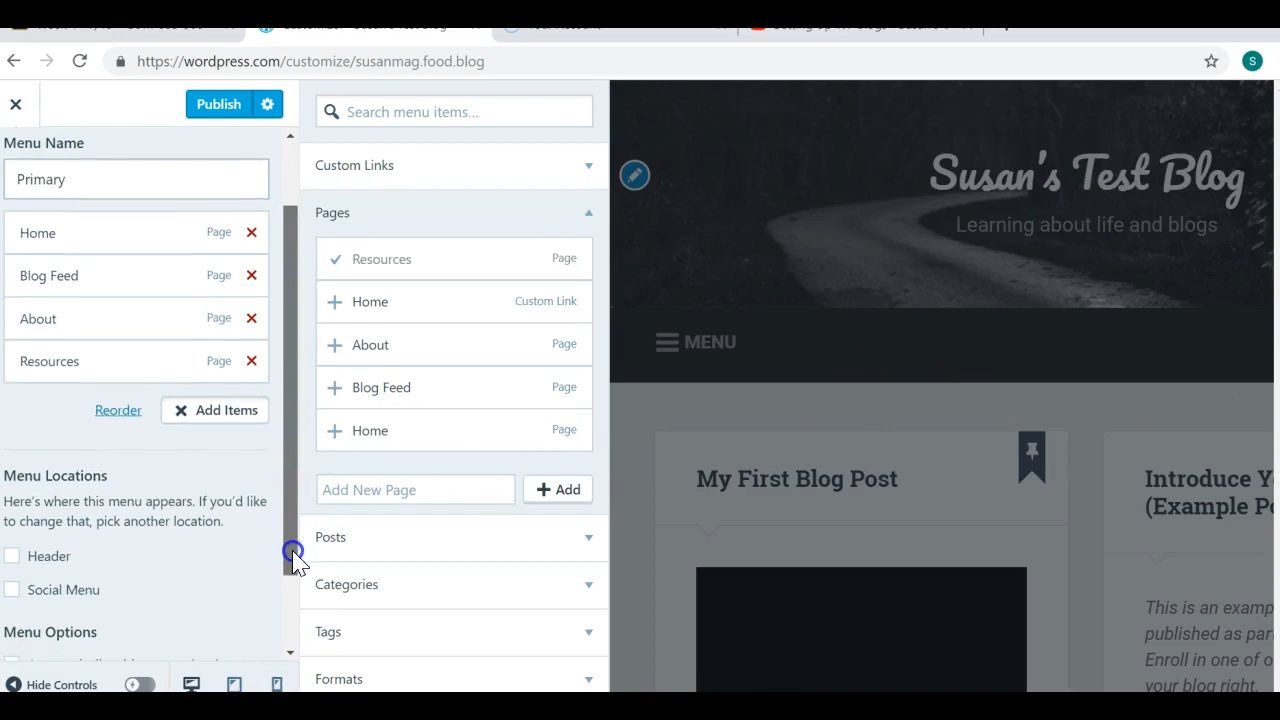 https://wordpress.com/customize/susanmag.food.blog
S
Publish
Menu Name
Primary
Home Page
Blog Feed Page
About Page
Resources Page
Reorder Add Items
Menu Locations
Here's where this menu appears. If you'd like
to change that, pick another location.
Header
Social Menu
Menu Options
Hide Controls
Search menu items...
Custom Links
Pages
Resources Page
Home Custom Link
About Page
Blog Feed Page
Home Page
Add New Page Add
Posts
Categories
Tags
Formats
Susan's Test Blog
Learning about life and blogs
MENU
My First Blog Post
Introduce Y
(Example Po
This is an examp
published as par
Enroll in one of o
your blog right.